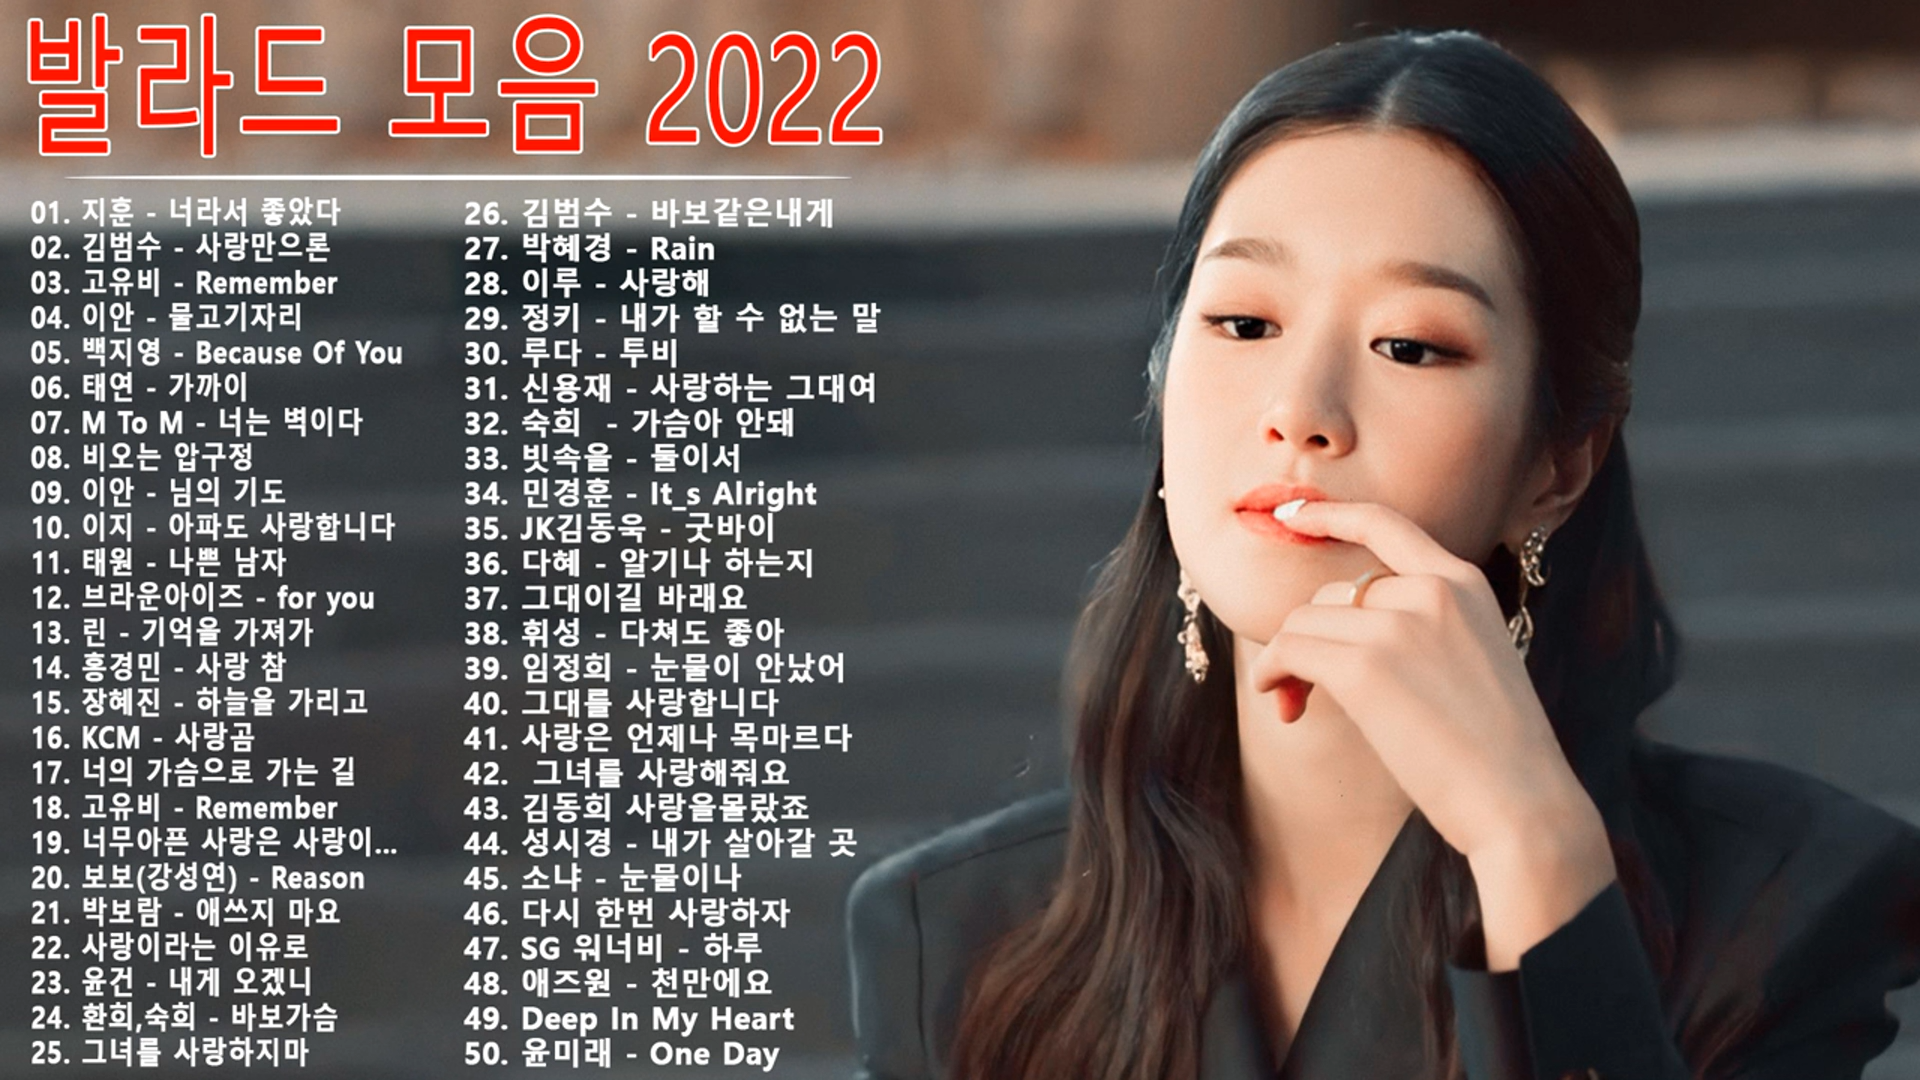 발라드 모음 2022
01. 지훈 - 너라서 좋았다
02. 김범수 - 사랑만으론
03. 고유비 - Remember
04. 이안 - 물고기자리
05. 백지영 - Because Of You
06. 태연 - 가까이
07. M To M - 너는 벽이다
08. 비오는 압구정
09. 이안 - 님의 기도
10. 이지 - 아파도 사랑합니다
11. 태원 - 나쁜 남자
12. 브라운아이즈 - for you
13. 린 - 기억을 가져가
14. 홍경민 - 사랑 참
15. 장혜진 - 하늘을 가리고
16. KCM - 사랑곰
17. 너의 가슴으로 가는 길
18. 고유비 - Remember
19. 너무아픈 사랑은 사랑이...
20. 보보(강성연) - Reason
21. 박보람 - 애쓰지 마요
22. 사랑이라는 이유로
23. 윤건 - 내게 오겠니
24. 환희,숙희 - 바보가슴
25. 그녀를 사랑하지마
26. 김범수 - 바보같은내게
27. 박혜경 - Rain
28. 이루 - 사랑해
29. 정키 - 내가 할 수 없는 말
30. 루다 - 투비
31. 신용재 - 사랑하는 그대여
32. 숙희  - 가슴아 안돼
33. 빗속을 - 둘이서
34. 민경훈 - It_s Alright
35. JK김동욱 - 굿바이
36. 다혜 - 알기나 하는지
37. 그대이길 바래요
38. 휘성 - 다쳐도 좋아
39. 임정희 - 눈물이 안났어
40. 그대를 사랑합니다
41. 사랑은 언제나 목마르다
42.  그녀를 사랑해줘요
43. 김동희 사랑을몰랐죠
44. 성시경 - 내가 살아갈 곳
45. 소냐 - 눈물이나
46. 다시 한번 사랑하자
47. SG 워너비 - 하루
48. 애즈원 - 천만에요
49. Deep In My Heart
50. 윤미래 - One Day